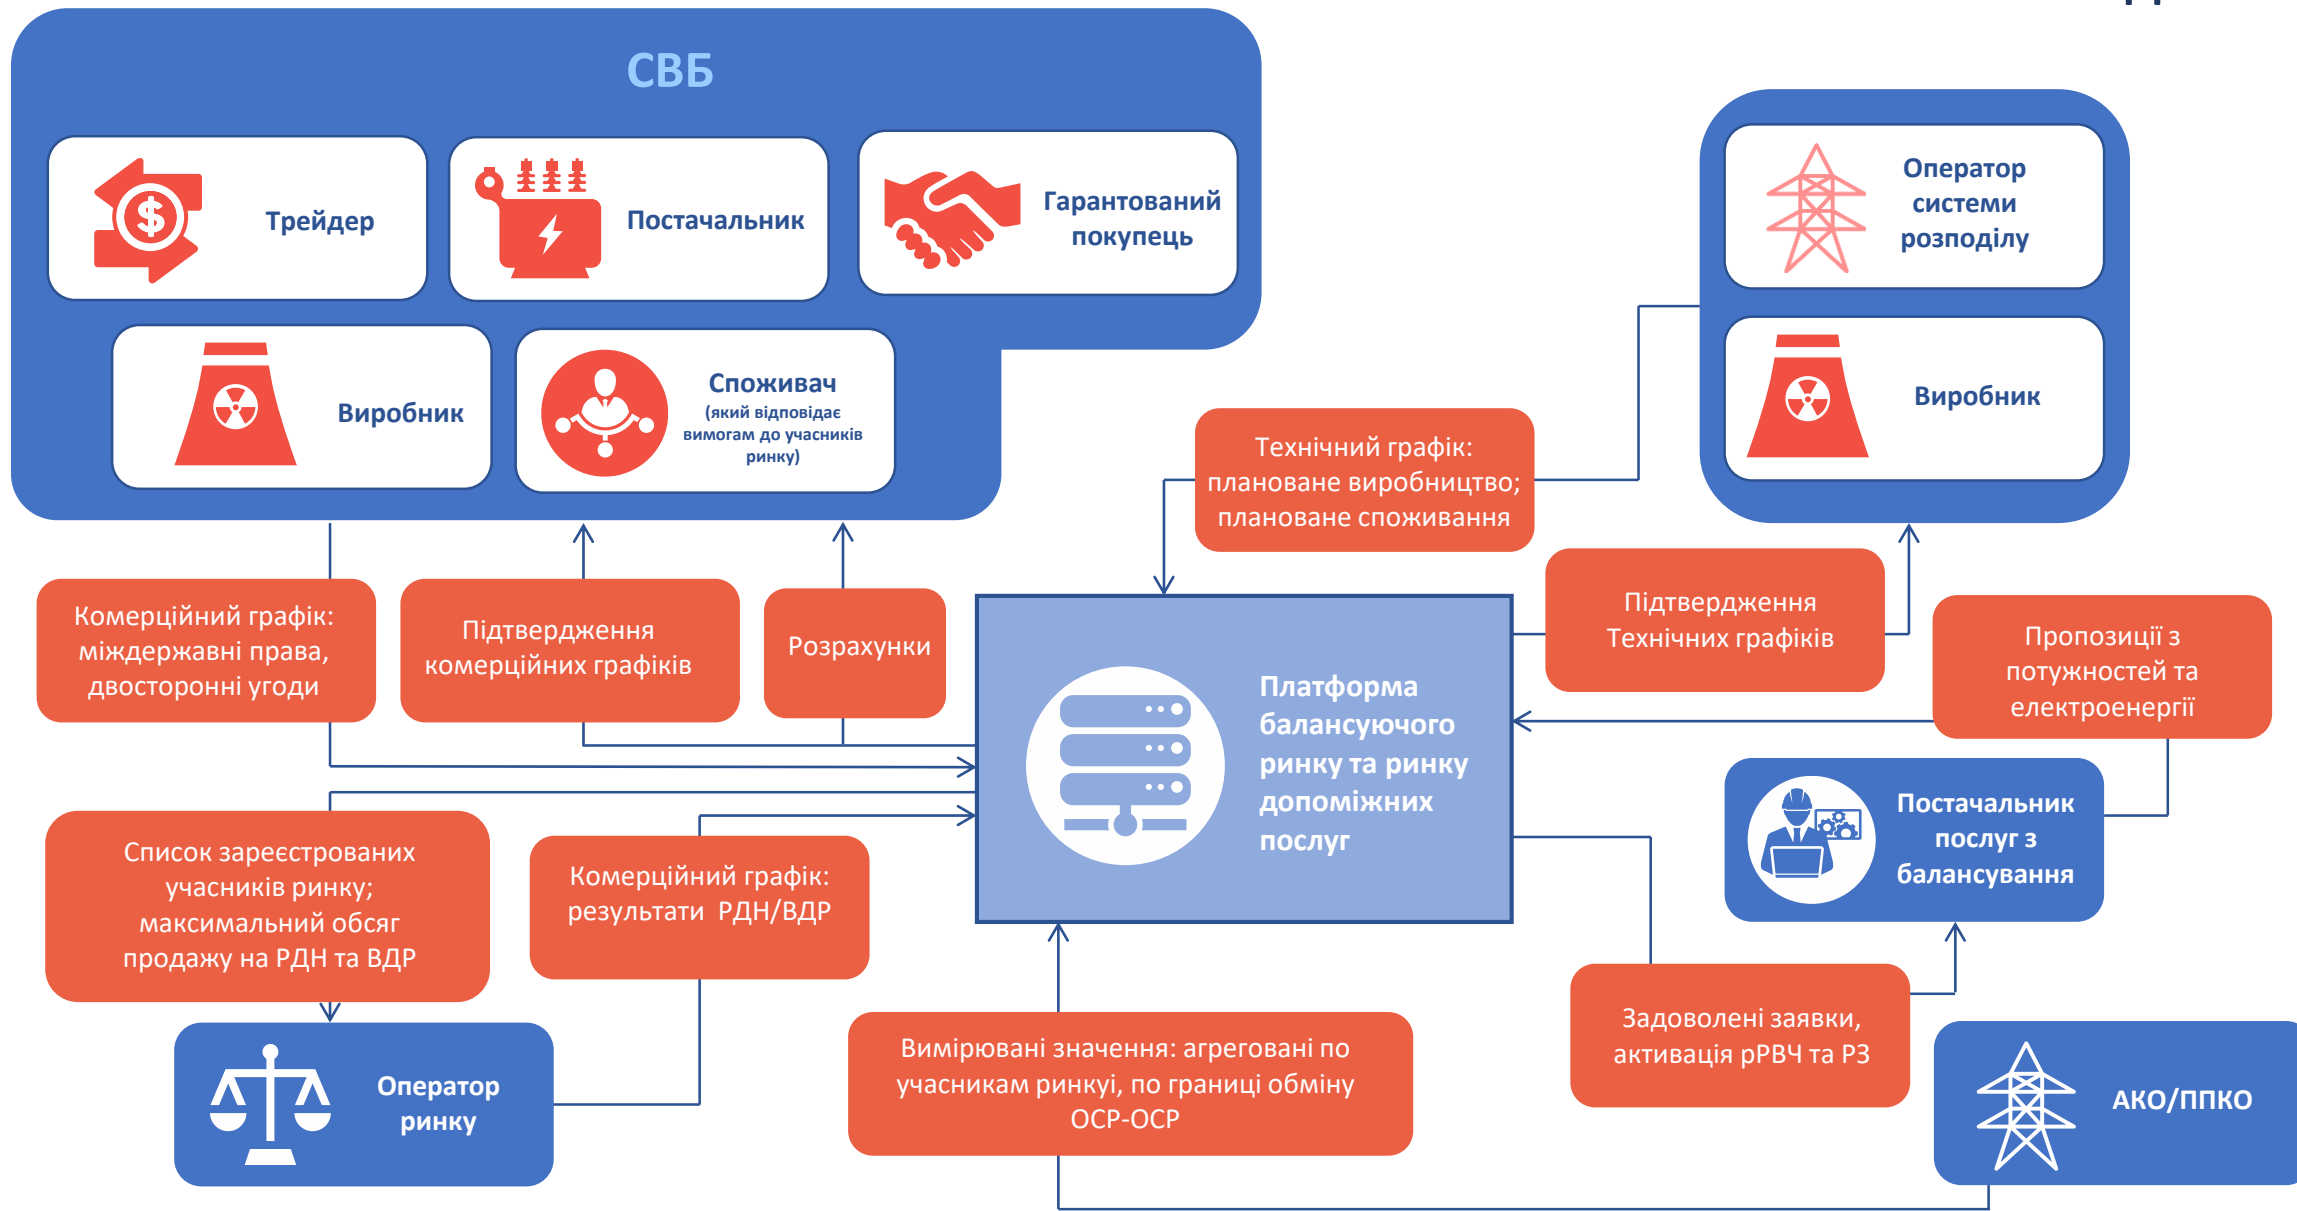 СВБ
Трейдер
Постачальник
Гарантований
покупець
Виробник
Споживач
(який відповідає
вимогам до учасників
ринку)
Оператор
системи
розподілу
Виробник
Технічний графік:
плановане виробництво;
плановане споживання
Комерційний графік:
міждержавні права,
двосторонні угоди
Підтвердження
комерційних графіків
Розрахунки
Підтвердження
Технічних графіків
Пропозиції з
потужностей та
електроенергії
Платформа
балансуючого
ринку та ринку
допоміжних
послуг
Постачальник
послуг з
балансування
Список зареєстрованих
учасників ринку;
максимальний обсяг
продажу на РДН та ВДР
Комерційний графік:
результати РДН/ВДР
Задоволені заявки,
активація рРВЧ та РЗ
Вимірювані значення: агреговані по
учасникам ринкуі, по границі обміну
ОСР-ОСР
Оператор
ринку
АКО/ППКО